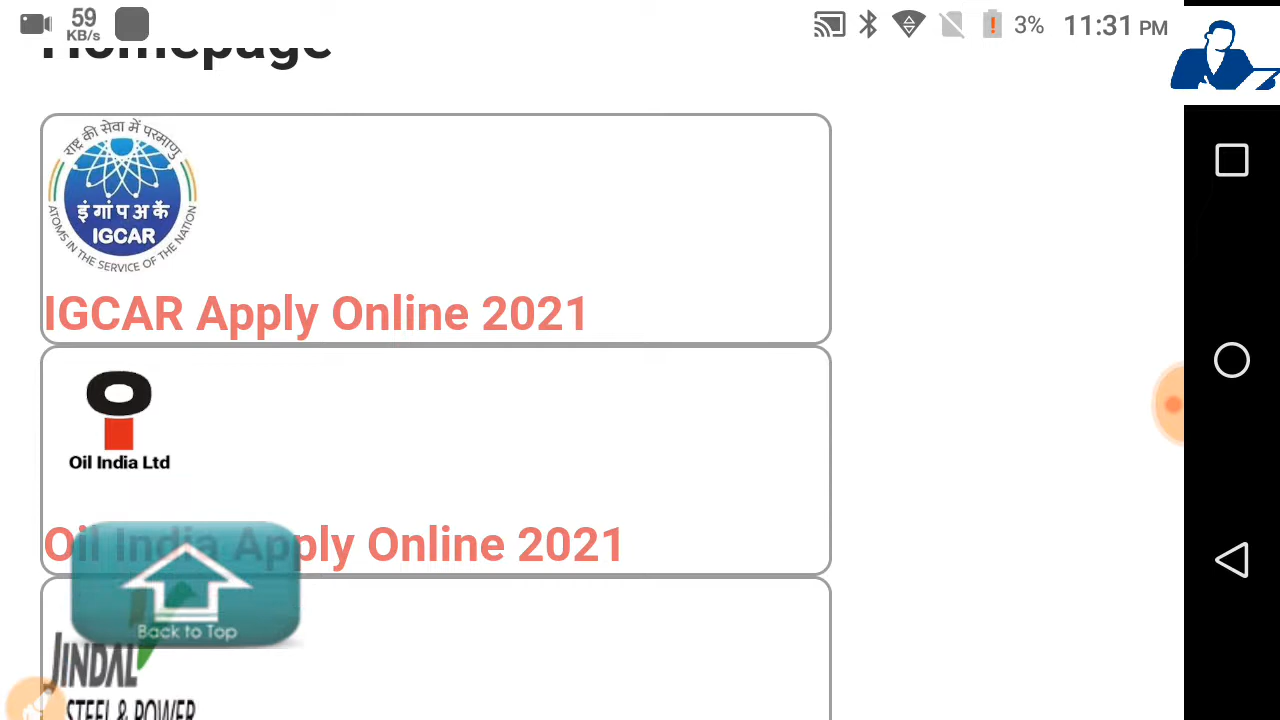 59
KB/s
3%
11:31 PM
Homepage
राष्ट्र की सेवा में परमाणु
इं गां प अ कें
IGCAR
ATOMS IN THE SERVICE OF THE NATION
IGCAR Apply Online 2021
Oil India Ltd
Oil India Apply Online 2021
Back to Top
JINDAL
STEEL & POWER